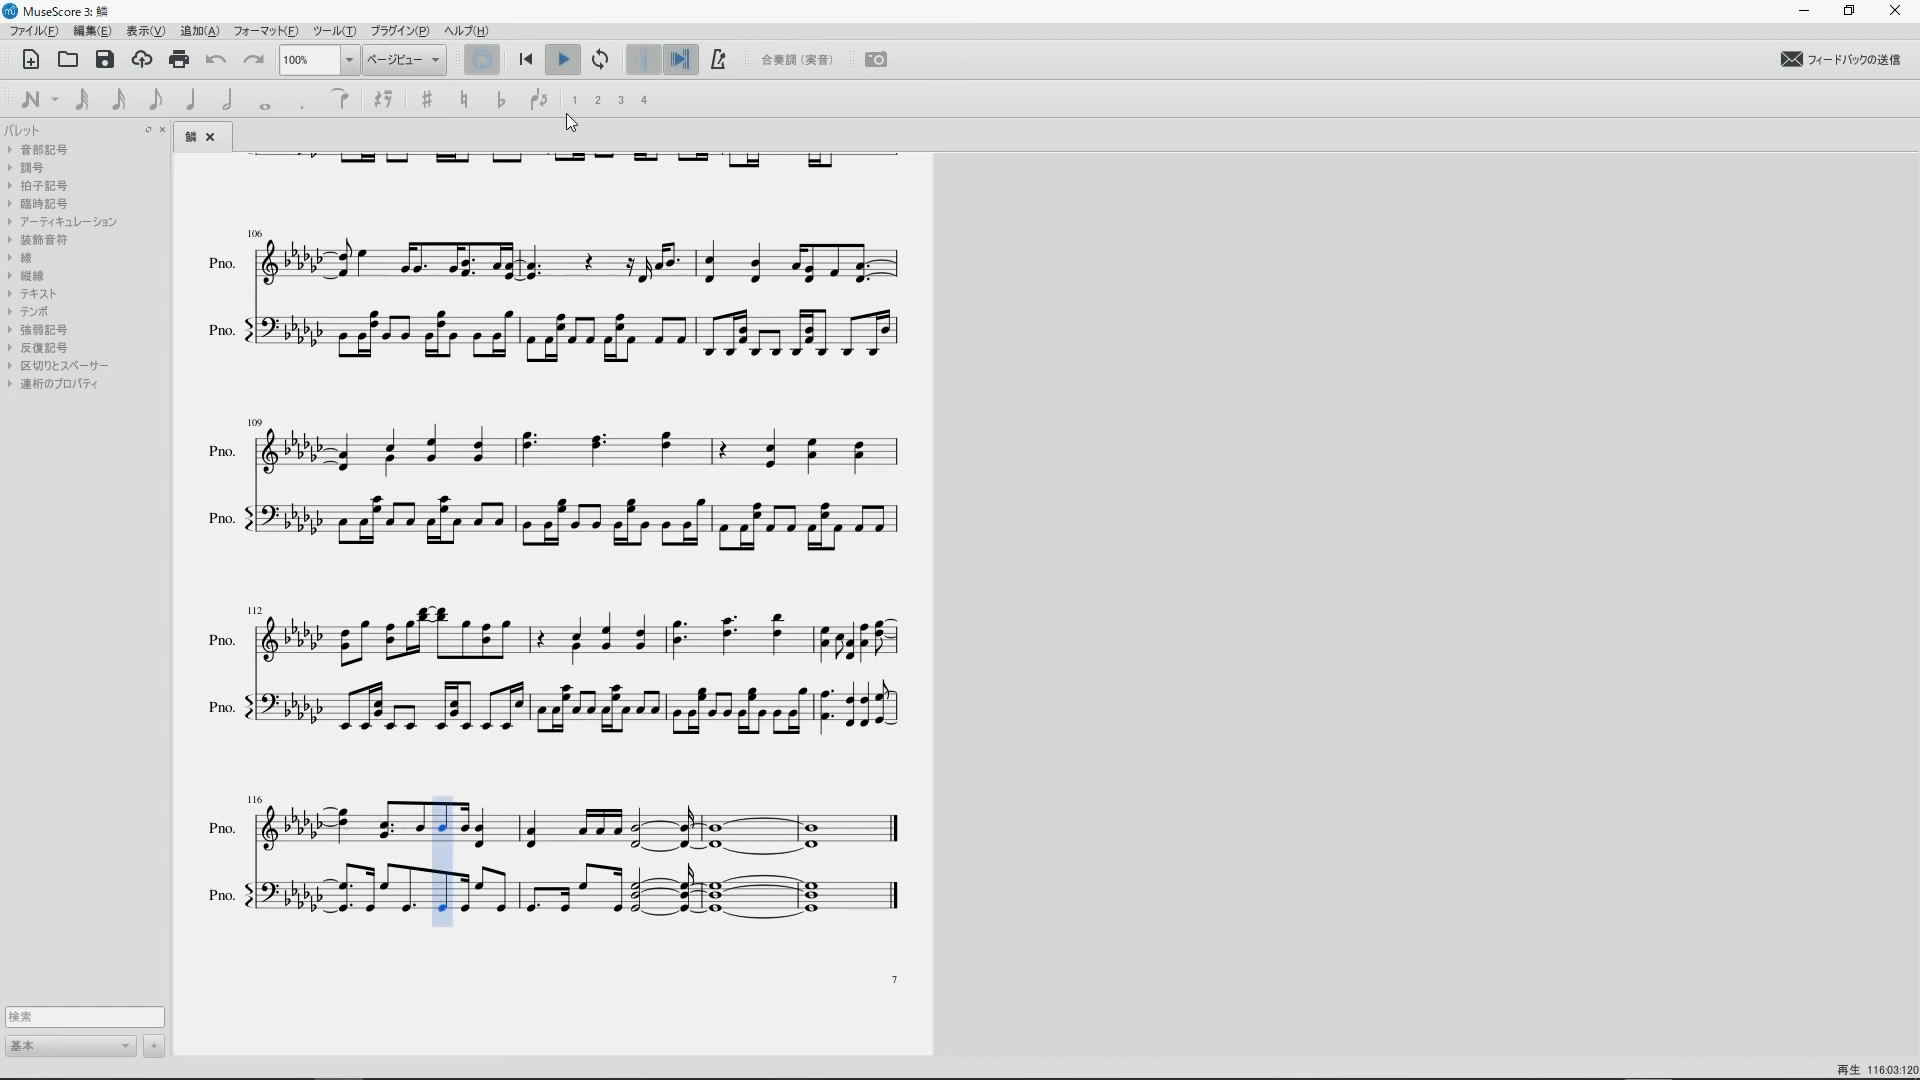 MuseScore 3: 鱗
ファイル(F) 編集(E) 表示(V) 追加(A) フォーマット(F) ツール(T) プラグイン(P) ヘルプ(H)
100% ページビュー 合奏調 (実音) フィードバックの送信
1 2 3 4
パレット
鱗
音部記号
調号
拍子記号
臨時記号
アーティキュレーション
装飾音符
線
縦線
テキスト
テンポ
強弱記号
反復記号
区切りとスペーサー
連桁のプロパティ
106
Pno.
Pno.
109
Pno.
Pno.
112
Pno.
Pno.
116
Pno.
Pno.
7
検索
基本
再生 116:03:120